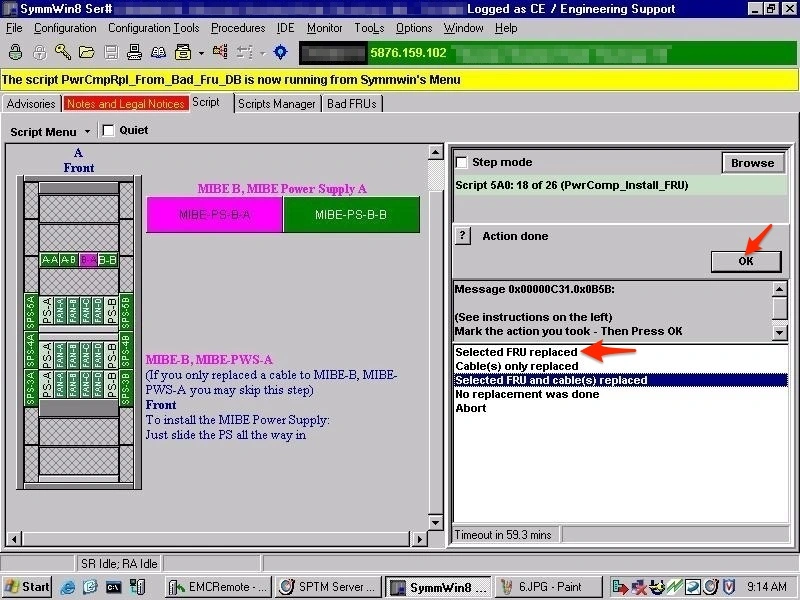 SymmWin8 Ser#
Logged as CE / Engineering Support
File Configuration Configuration Tools Procedures IDE Monitor TooLs Options Window Help
5876.159.102
The script PwrCmpRpl_From_Bad_Fru_DB is now running from Symmwin's Menu
Advisories Notes and Legal Notices Script Scripts Manager Bad FRUs
Script Menu Quiet
A
Front
MIBE B, MIBE Power Supply A
MIBE-PS-B-A MIBE-PS-B-B
A-A A-B B-A B-B
SPS-5A PS-A FAN-A FAN-B FAN-C FAN-D PS-B SPS-5B
SPS-4A PS-A FAN-A FAN-B FAN-C FAN-D PS-B SPS-4B
SPS-3A SPS-3B
MIBE-B, MIBE-PWS-A
(If you only replaced a cable to MIBE-B, MIBE-
PWS-A you may skip this step)
Front
To install the MIBE Power Supply:
Just slide the PS all the way in
Step mode Browse
Script 5A0: 18 of 26 (PwrComp_Install_FRU)
? Action done
OK
Message 0x00000C31.0x0B5B:
(See instructions on the left)
Mark the action you took - Then Press OK
Selected FRU replaced
Cable(s) only replaced
Selected FRU and cable(s) replaced
No replacement was done
Abort
Timeout in 59.3 mins
SR Idle; RA Idle
Start EMCRemote - ... SPTM Server ... SymmWin8 ... 6.JPG - Paint 9:14 AM